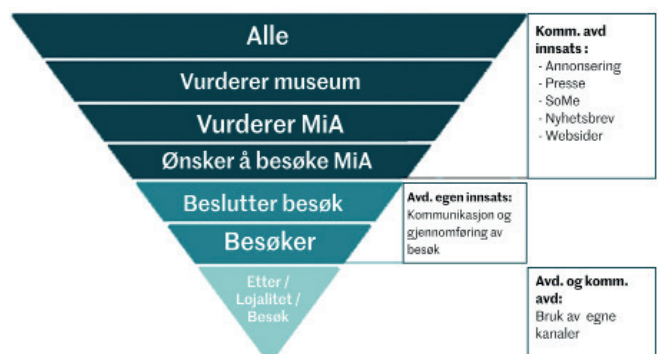 Alle
Vurderer museum
Vurderer MiA
Ønsker å besøke MiA
Beslutter besøk
Besøker
Etter /
Lojalitet /
Besøk
Komm. avd
innsats :
- Annonsering
- Presse
- SoMe
- Nyhetsbrev
- Websider
Avd. egen innsats:
Kommunikasjon og
gjennomføring av
besøk
Avd. og komm.
avd:
Bruk av egne
kanaler